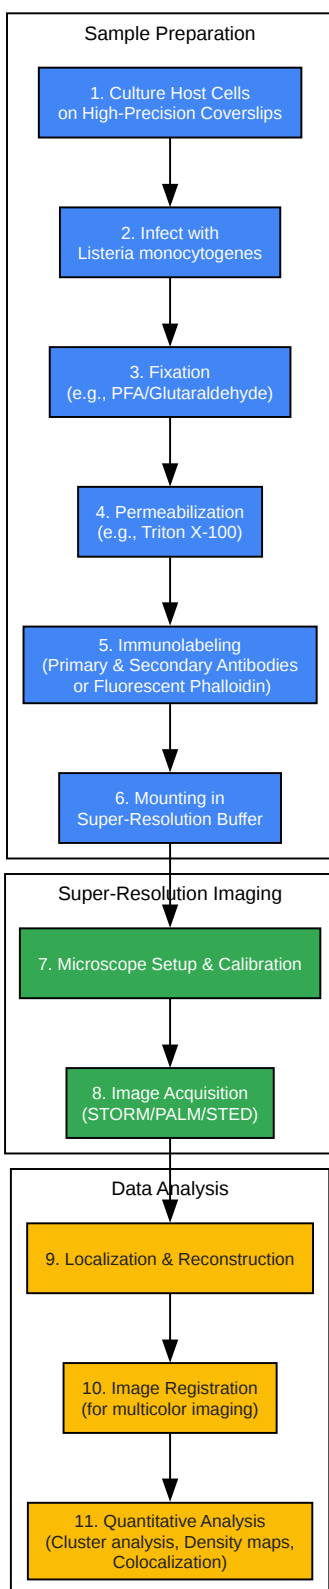 Sample Preparation
1. Culture Host Cells
on High-Precision Coverslips
2. Infect with
Listeria monocytogenes
3. Fixation
(e.g., PFA/Glutaraldehyde)
4. Permeabilization
(e.g., Triton X-100)
5. Immunolabeling
(Primary & Secondary Antibodies
or Fluorescent Phalloidin)
6. Mounting in
Super-Resolution Buffer
Super-Resolution Imaging
7. Microscope Setup & Calibration
8. Image Acquisition
(STORM/PALM/STED)
Data Analysis
9. Localization & Reconstruction
10. Image Registration
(for multicolor imaging)
11. Quantitative Analysis
(Cluster analysis, Density maps,
Colocalization)